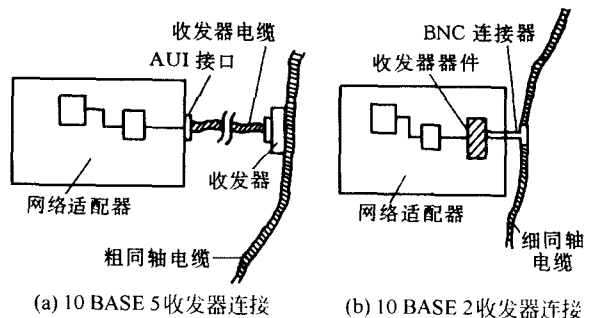 收发器电缆
AUI 接口
收发器
网络适配器
粗同轴电缆
(a) 10 BASE 5收发器连接
BNC 连接器
收发器器件
网络适配器
细同轴
电缆
(b) 10 BASE 2收发器连接